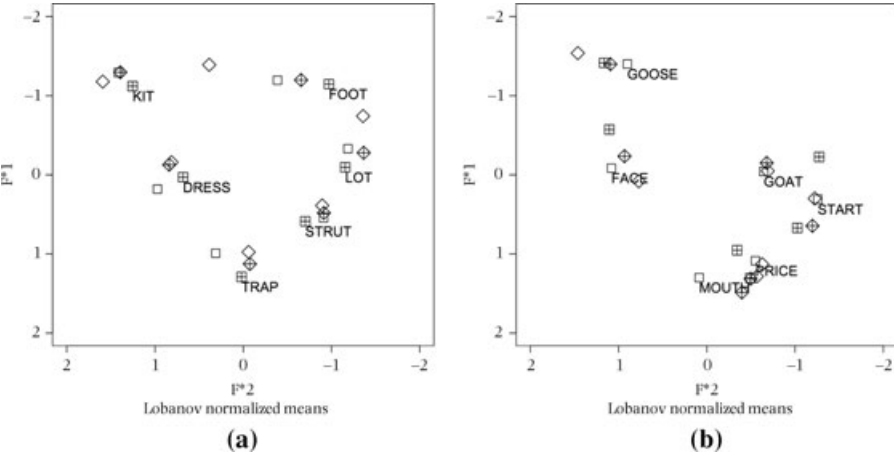 −2
−1
0
1
2
F*1
KIT
FOOT
DRESS
LOT
STRUT
TRAP
2
1
0
−1
−2
F*2
Lobanov normalized means
(a)
−2
−1
0
1
2
F*1
GOOSE
FACE
GOAT
START
MOUTH
PRICE
2
1
0
−1
−2
F*2
Lobanov normalized means
(b)